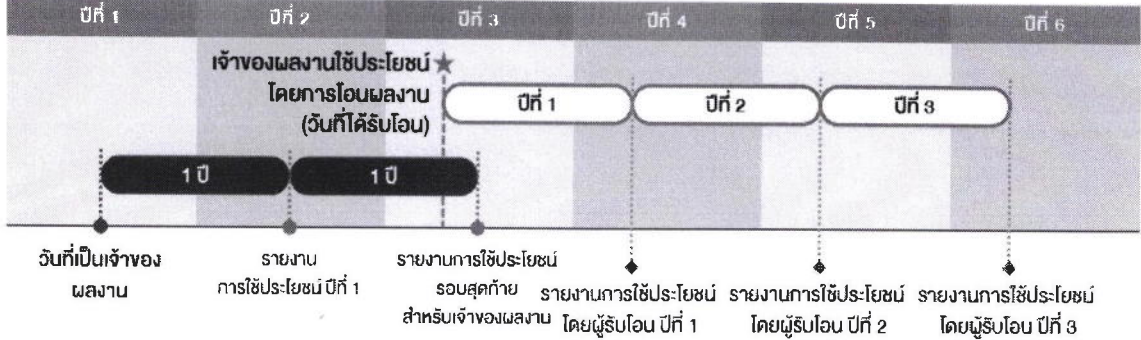 ปีที่ 1 ปีที่ 2 ปีที่ 3 ปีที่ 4 ปีที่ 5 ปีที่ 6
เจ้าของผลงานใช้ประโยชน์
โดยการโอนผลงาน
(วันที่ได้รับโอน)
ปีที่ 1 ปีที่ 2 ปีที่ 3
1 ปี 1 ปี
วันที่เป็นเจ้าของ
ผลงาน
รายงาน
การใช้ประโยชน์ ปีที่ 1
รายงานการใช้ประโยชน์
รอบสุดท้าย
สำหรับเจ้าของผลงาน
รายงานการใช้ประโยชน์
โดยผู้รับโอน ปีที่ 1
รายงานการใช้ประโยชน์
โดยผู้รับโอน ปีที่ 2
รายงานการใช้ประโยชน์
โดยผู้รับโอน ปีที่ 3